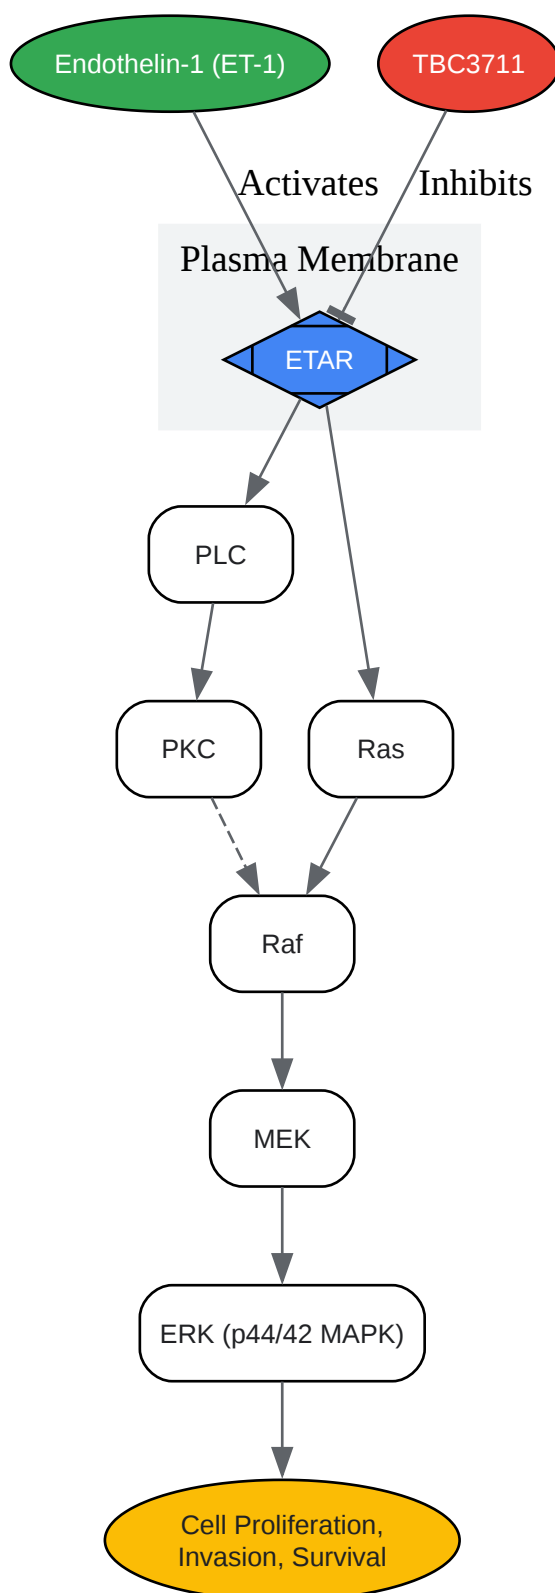 Endothelin-1 (ET-1)
TBC3711
Activates
Inhibits
Plasma Membrane
ETAR
PLC
PKC
Ras
Raf
MEK
ERK (p44/42 MAPK)
Cell Proliferation,
Invasion, Survival